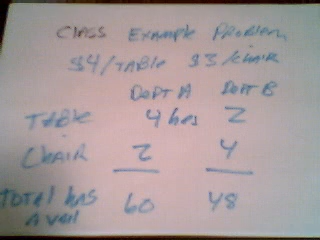 CLASS EXAMPLE PROBLEM
$4/TABLE $3/CHAIR
DEPT A DEPT B
TABLE 4 hrs 2
CHAIR 2 4
TOTAL hrs 60 48
AVAIL